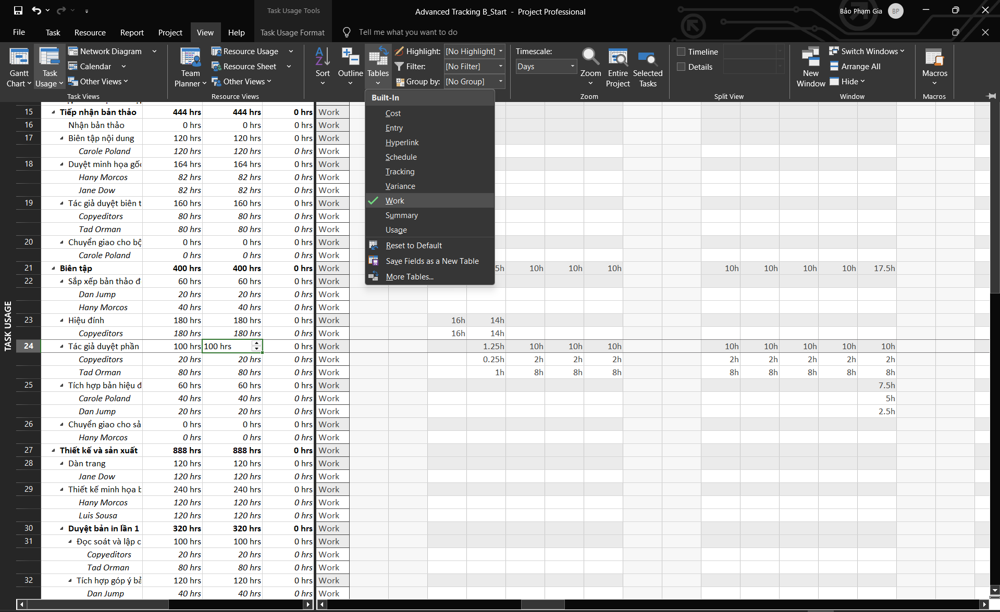 Task Usage Tools
Advanced Tracking B_Start - Project Professional
Bảo Phạm Gia
BP
File
Task
Resource
Report
Project
View
Help
Task Usage Format
Tell me what you want to do
Gantt Chart
Task Usage
Network Diagram
Calendar
Other Views
Task Views
Team Planner
Resource Usage
Resource Sheet
Other Views
Resource Views
Sort
Outline
Tables
Highlight: [No Highlight]
Filter: [No Filter]
Group by: [No Group]
Timescale:
Days
Zoom
Entire Project
Selected Tasks
Zoom
Timeline
Details
Split View
New Window
Switch Windows
Arrange All
Hide
Window
Macros
Macros
Built-In
Cost
Entry
Hyperlink
Schedule
Tracking
Variance
Work
Summary
Usage
Reset to Default
Save Fields as a New Table
More Tables...
TASK USAGE
15 Tiếp nhận bản thảo 444 hrs 444 hrs 0 hrs Work
16 Nhận bản thảo 0 hrs 0 hrs 0 hrs Work
17 Biên tập nội dung 120 hrs 120 hrs 0 hrs Work
Carole Poland 120 hrs 120 hrs 0 hrs Work
18 Duyệt minh họa gố 164 hrs 164 hrs 0 hrs Work
Hany Morcos 82 hrs 82 hrs 0 hrs Work
Jane Dow 82 hrs 82 hrs 0 hrs Work
19 Tác giả duyệt biên t 160 hrs 160 hrs 0 hrs Work
Copyeditors 80 hrs 80 hrs 0 hrs Work
Tad Orman 80 hrs 80 hrs 0 hrs Work
20 Chuyển giao cho bộ 0 hrs 0 hrs 0 hrs Work
Carole Poland 0 hrs 0 hrs 0 hrs Work
21 Biên tập 400 hrs 400 hrs 0 hrs Work 5h 10h 10h 10h 10h 10h 10h 10h 17.5h
22 Sắp xếp bản thảo đ 60 hrs 60 hrs 0 hrs Work
Dan Jump 20 hrs 20 hrs 0 hrs Work
Hany Morcos 40 hrs 40 hrs 0 hrs Work
23 Hiệu đính 180 hrs 180 hrs 0 hrs Work 16h 14h
Copyeditors 180 hrs 180 hrs 0 hrs Work 16h 14h
24 Tác giả duyệt phần 100 hrs 100 hrs 0 hrs Work 1.25h 10h 10h 10h 10h 10h 10h 10h 10h
Copyeditors 20 hrs 20 hrs 0 hrs Work 0.25h 2h 2h 2h 2h 2h 2h 2h 2h
Tad Orman 80 hrs 80 hrs 0 hrs Work 1h 8h 8h 8h 8h 8h 8h 8h 8h
25 Tích hợp bản hiệu đ 60 hrs 60 hrs 0 hrs Work 7.5h
Carole Poland 40 hrs 40 hrs 0 hrs Work 5h
Dan Jump 20 hrs 20 hrs 0 hrs Work 2.5h
26 Chuyển giao cho sả 0 hrs 0 hrs 0 hrs Work
Hany Morcos 0 hrs 0 hrs 0 hrs Work
27 Thiết kế và sản xuất 888 hrs 888 hrs 0 hrs Work
28 Dàn trang 120 hrs 120 hrs 0 hrs Work
Jane Dow 120 hrs 120 hrs 0 hrs Work
29 Thiết kế minh họa b 240 hrs 240 hrs 0 hrs Work
Hany Morcos 120 hrs 120 hrs 0 hrs Work
Luis Sousa 120 hrs 120 hrs 0 hrs Work
30 Duyệt bản in lần 1 320 hrs 320 hrs 0 hrs Work
31 Đọc soát và lập c 100 hrs 100 hrs 0 hrs Work
Copyeditors 20 hrs 20 hrs 0 hrs Work
Tad Orman 80 hrs 80 hrs 0 hrs Work
32 Tích hợp góp ý bả 120 hrs 120 hrs 0 hrs Work
Dan Jump 40 hrs 40 hrs 0 hrs Work